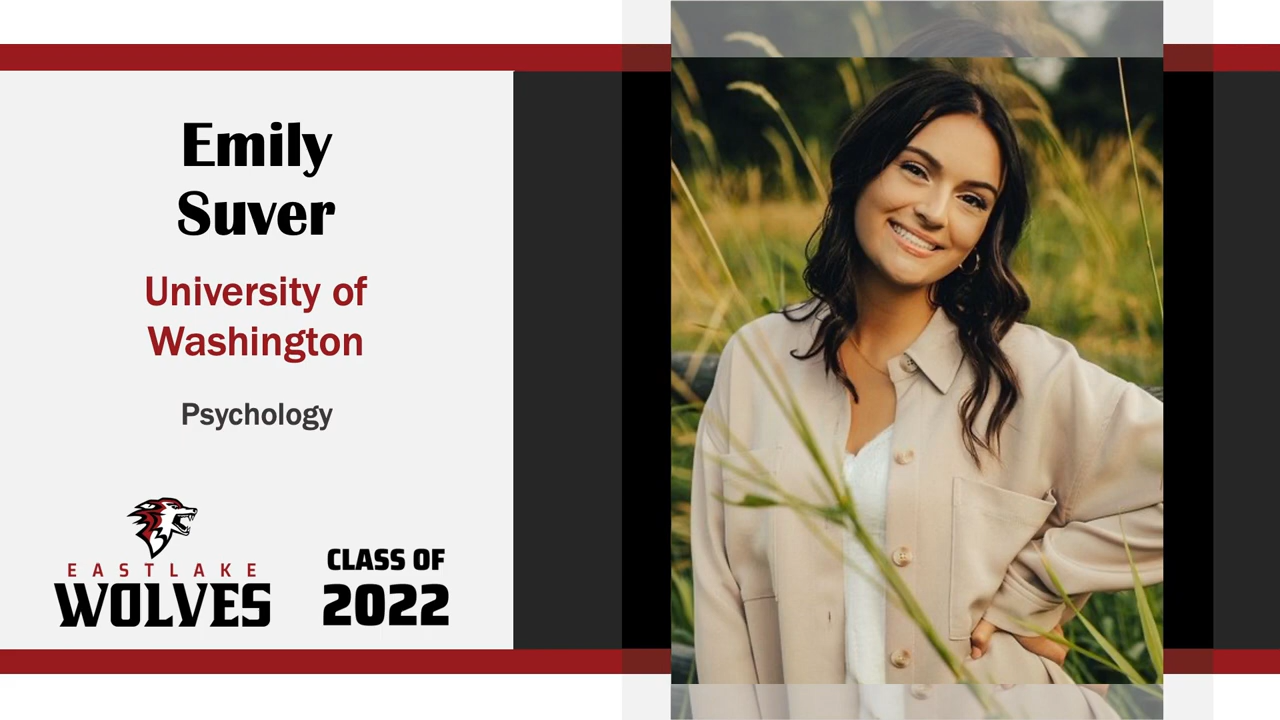 Emily
Suver
University of
Washington
Psychology
EASTLAKE
WOLVES
CLASS OF
2022